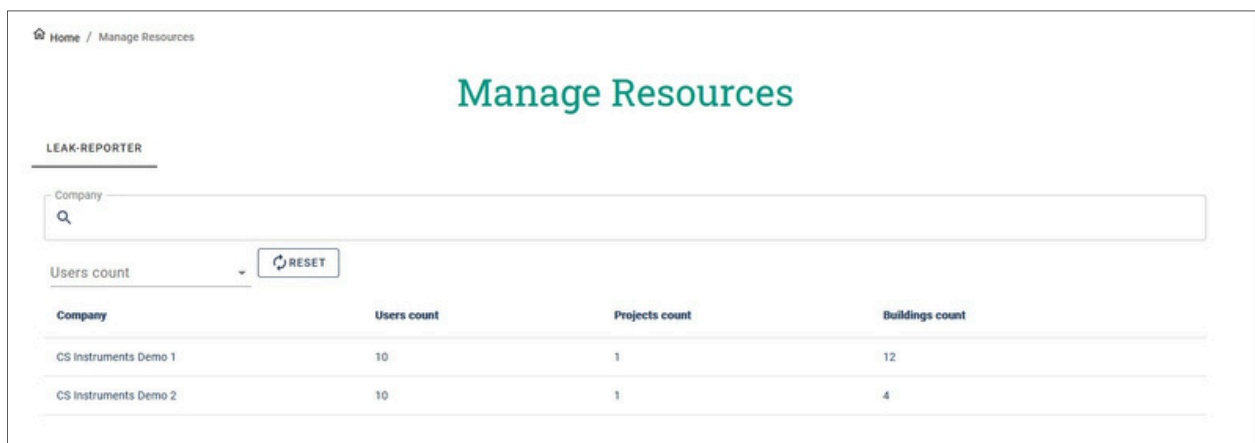 Home / Manage Resources
Manage Resources
LEAK-REPORTER
Company
Users count RESET
Company Users count Projects count Buildings count
CS Instruments Demo 1 10 1 12
CS Instruments Demo 2 10 1 4